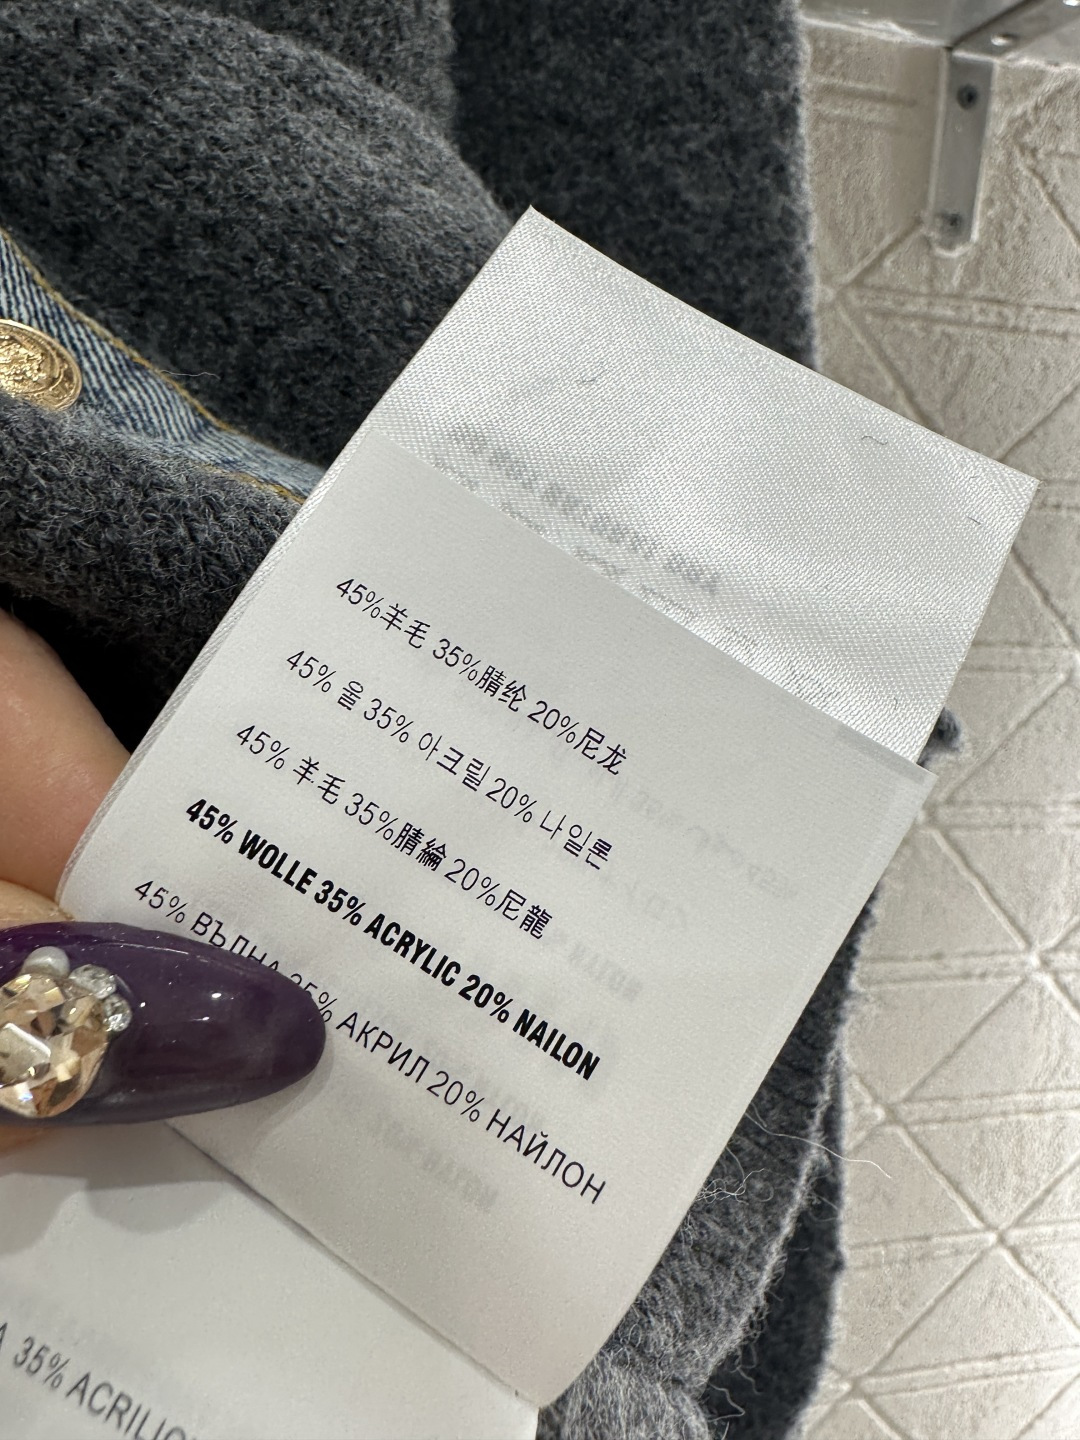 45%羊毛 35%腈纶 20%尼龙
45% 울 35% 아크릴 20% 나일론
45% 羊毛 35%腈綸 20%尼龍
45% WOLLE 35% ACRYLIC 20% NAILON
45% ВЪЛНА 35% АКРИЛ 20% НАЙЛОН
35% ACRILIC